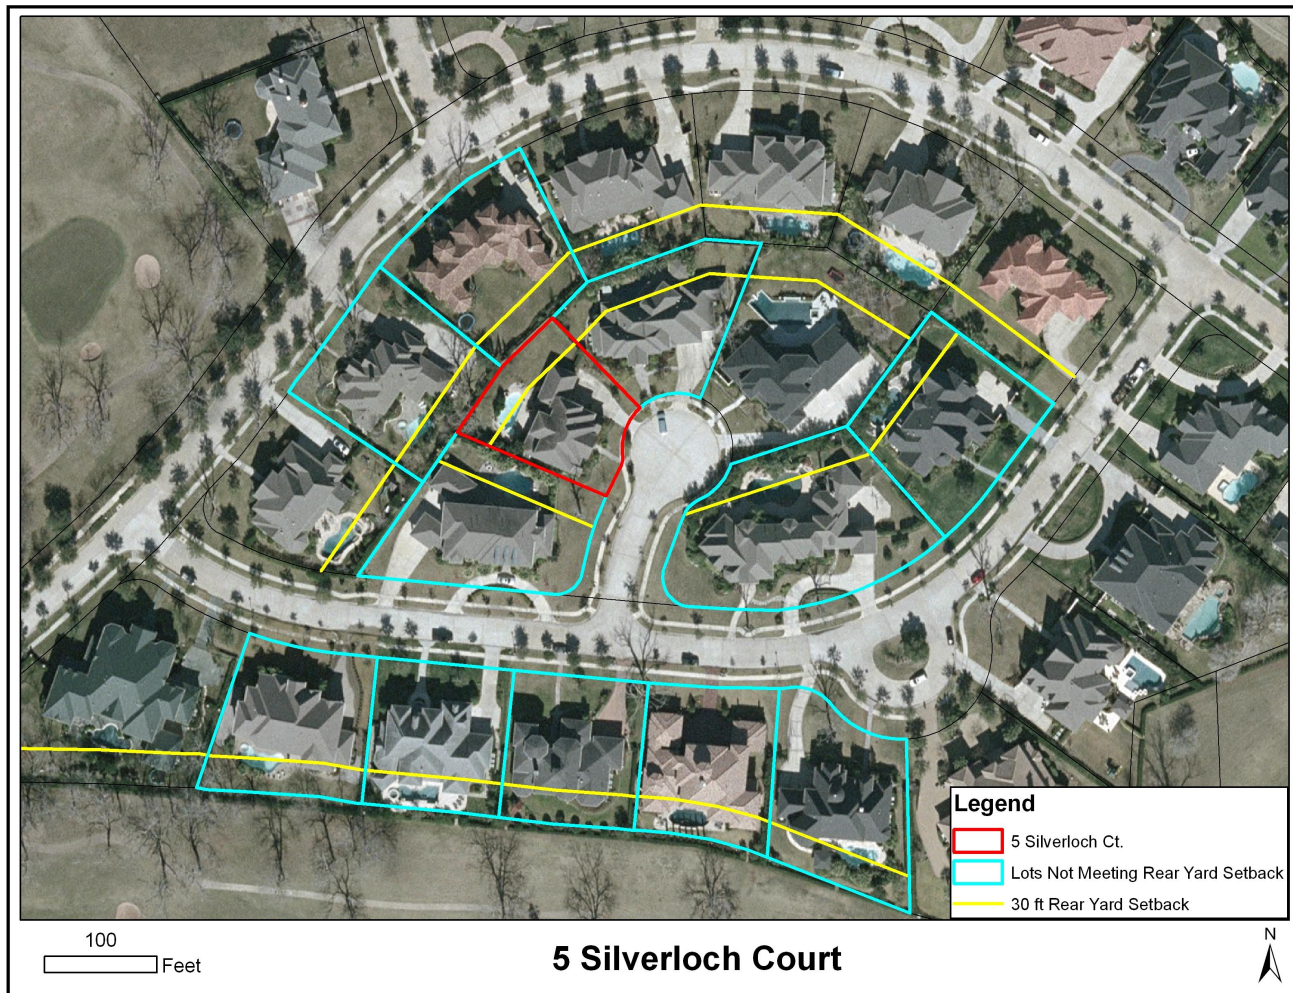 Legend
5 Silverloch Ct.
Lots Not Meeting Rear Yard Setback
30 ft Rear Yard Setback
100
Feet
5 Silverloch Court
N